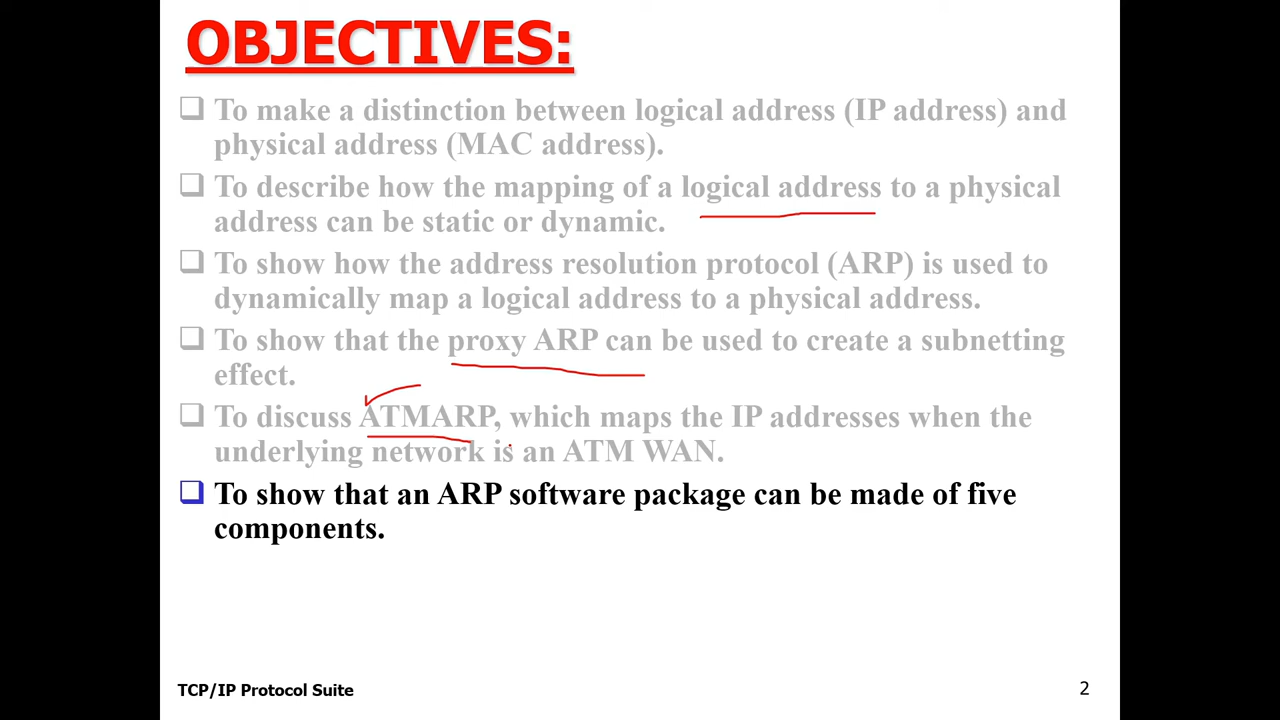 OBJECTIVES:
❑ To make a distinction between logical address (IP address) and
physical address (MAC address).
❑ To describe how the mapping of a logical address to a physical
address can be static or dynamic.
❑ To show how the address resolution protocol (ARP) is used to
dynamically map a logical address to a physical address.
❑ To show that the proxy ARP can be used to create a subnetting
effect.
❑ To discuss ATMARP, which maps the IP addresses when the
underlying network is an ATM WAN.
❑ To show that an ARP software package can be made of five
components.
TCP/IP Protocol Suite
2